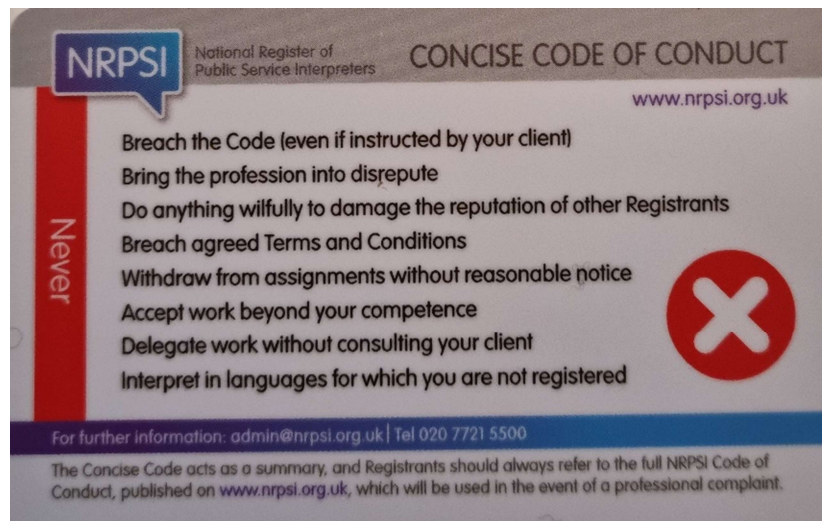 NRPSI
National Register of
Public Service Interpreters
CONCISE CODE OF CONDUCT
www.nrpsi.org.uk
Never
Breach the Code (even if instructed by your client)
Bring the profession into disrepute
Do anything wilfully to damage the reputation of other Registrants
Breach agreed Terms and Conditions
Withdraw from assignments without reasonable notice
Accept work beyond your competence
Delegate work without consulting your client
Interpret in languages for which you are not registered
For further information: admin@nrpsi.org.uk | Tel 020 7721 5500
The Concise Code acts as a summary, and Registrants should always refer to the full NRPSI Code of
Conduct, published on www.nrpsi.org.uk, which will be used in the event of a professional complaint.